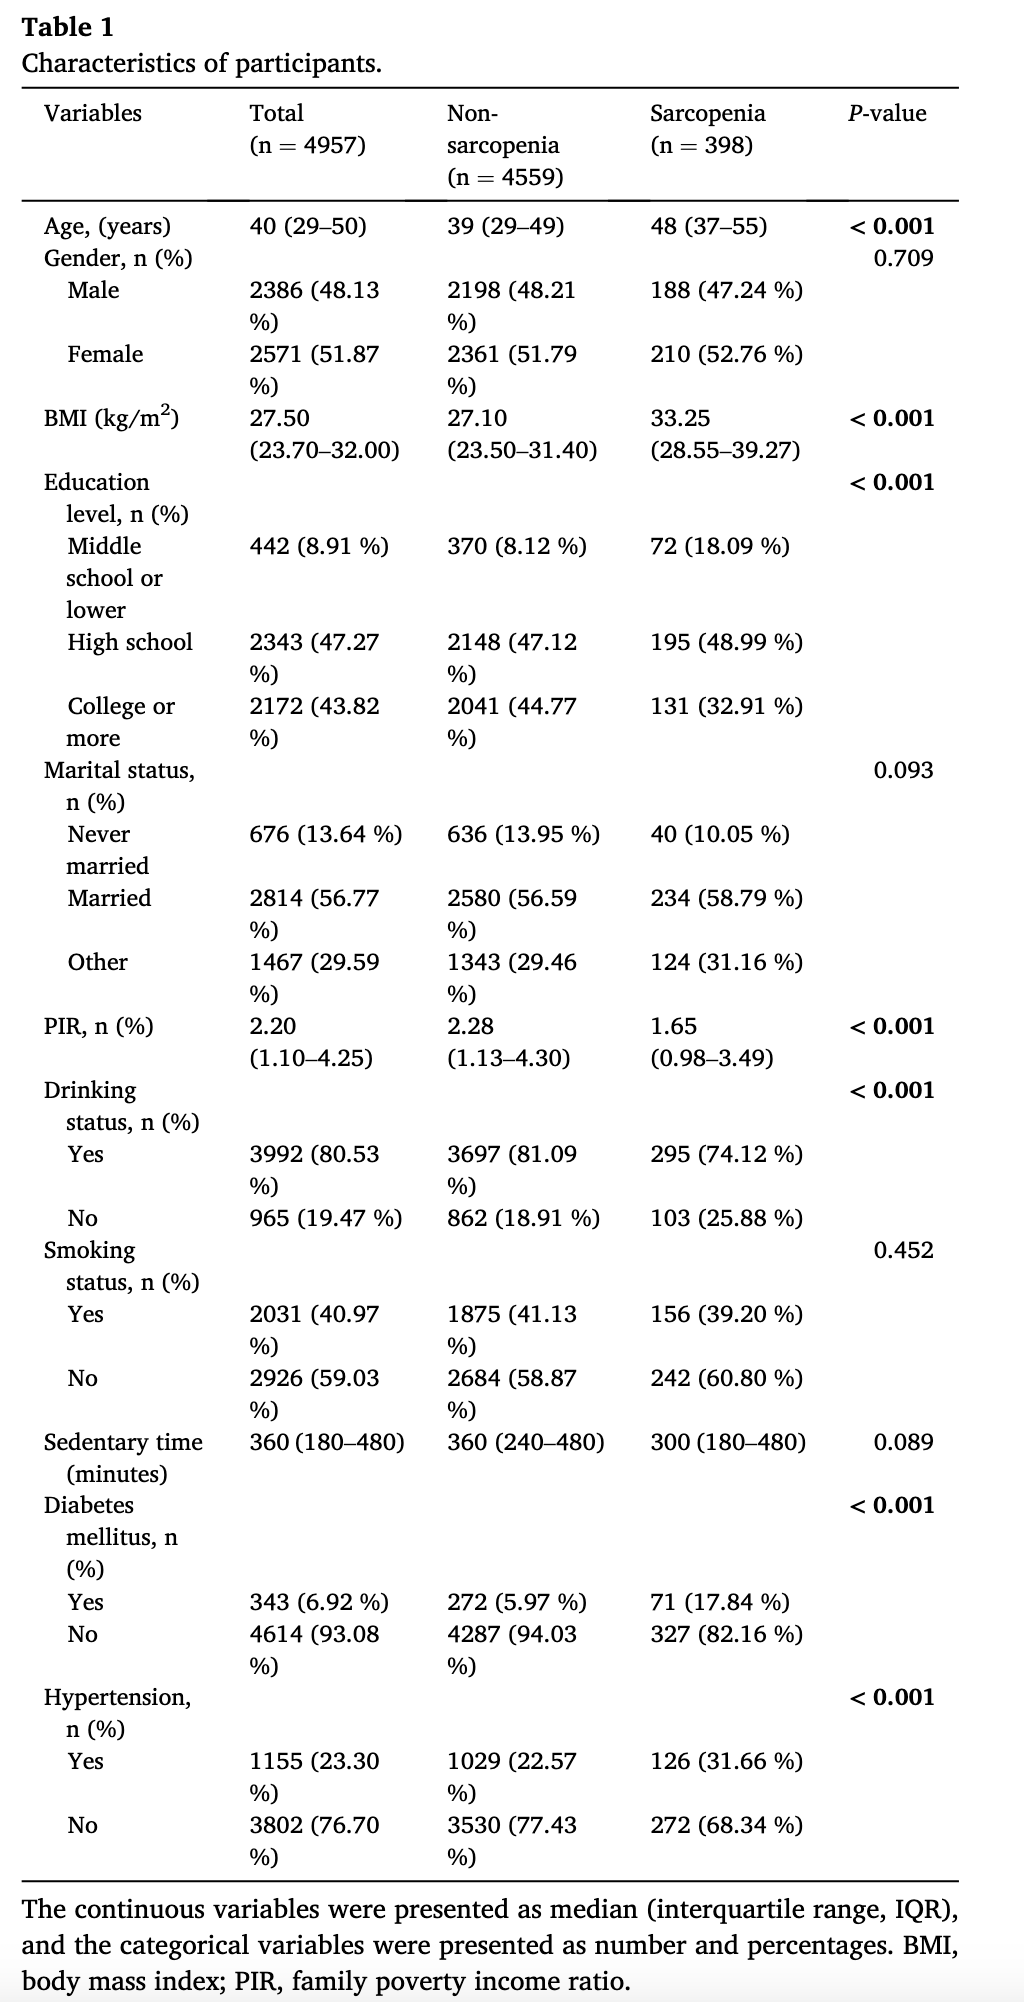 Table 1
Characteristics of participants.
Variables Total Non- Sarcopenia P-value
(n = 4957) sarcopenia (n = 398)
(n = 4559)
Age, (years) 40 (29–50) 39 (29–49) 48 (37–55) < 0.001
Gender, n (%) 0.709
Male 2386 (48.13 2198 (48.21 188 (47.24 %)
%) %)
Female 2571 (51.87 2361 (51.79 210 (52.76 %)
%) %)
BMI (kg/m²) 27.50 27.10 33.25 < 0.001
(23.70–32.00) (23.50–31.40) (28.55–39.27)
Education < 0.001
level, n (%)
Middle 442 (8.91 %) 370 (8.12 %) 72 (18.09 %)
school or
lower
High school 2343 (47.27 2148 (47.12 195 (48.99 %)
%) %)
College or 2172 (43.82 2041 (44.77 131 (32.91 %)
more %) %)
Marital status, 0.093
n (%)
Never 676 (13.64 %) 636 (13.95 %) 40 (10.05 %)
married
Married 2814 (56.77 2580 (56.59 234 (58.79 %)
%) %)
Other 1467 (29.59 1343 (29.46 124 (31.16 %)
%) %)
PIR, n (%) 2.20 2.28 1.65 < 0.001
(1.10–4.25) (1.13–4.30) (0.98–3.49)
Drinking < 0.001
status, n (%)
Yes 3992 (80.53 3697 (81.09 295 (74.12 %)
%) %)
No 965 (19.47 %) 862 (18.91 %) 103 (25.88 %)
Smoking 0.452
status, n (%)
Yes 2031 (40.97 1875 (41.13 156 (39.20 %)
%) %)
No 2926 (59.03 2684 (58.87 242 (60.80 %)
%) %)
Sedentary time 360 (180–480) 360 (240–480) 300 (180–480) 0.089
(minutes)
Diabetes < 0.001
mellitus, n
(%)
Yes 343 (6.92 %) 272 (5.97 %) 71 (17.84 %)
No 4614 (93.08 4287 (94.03 327 (82.16 %)
%) %)
Hypertension, < 0.001
n (%)
Yes 1155 (23.30 1029 (22.57 126 (31.66 %)
%) %)
No 3802 (76.70 3530 (77.43 272 (68.34 %)
%) %)
The continuous variables were presented as median (interquartile range, IQR),
and the categorical variables were presented as number and percentages. BMI,
body mass index; PIR, family poverty income ratio.